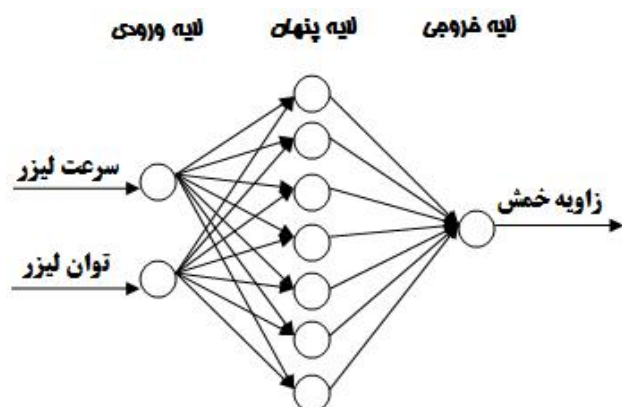 لایه خروجی لایه پنهان لایه ورودی
سرعت لیزر
زاویه خمش
توان لیزر